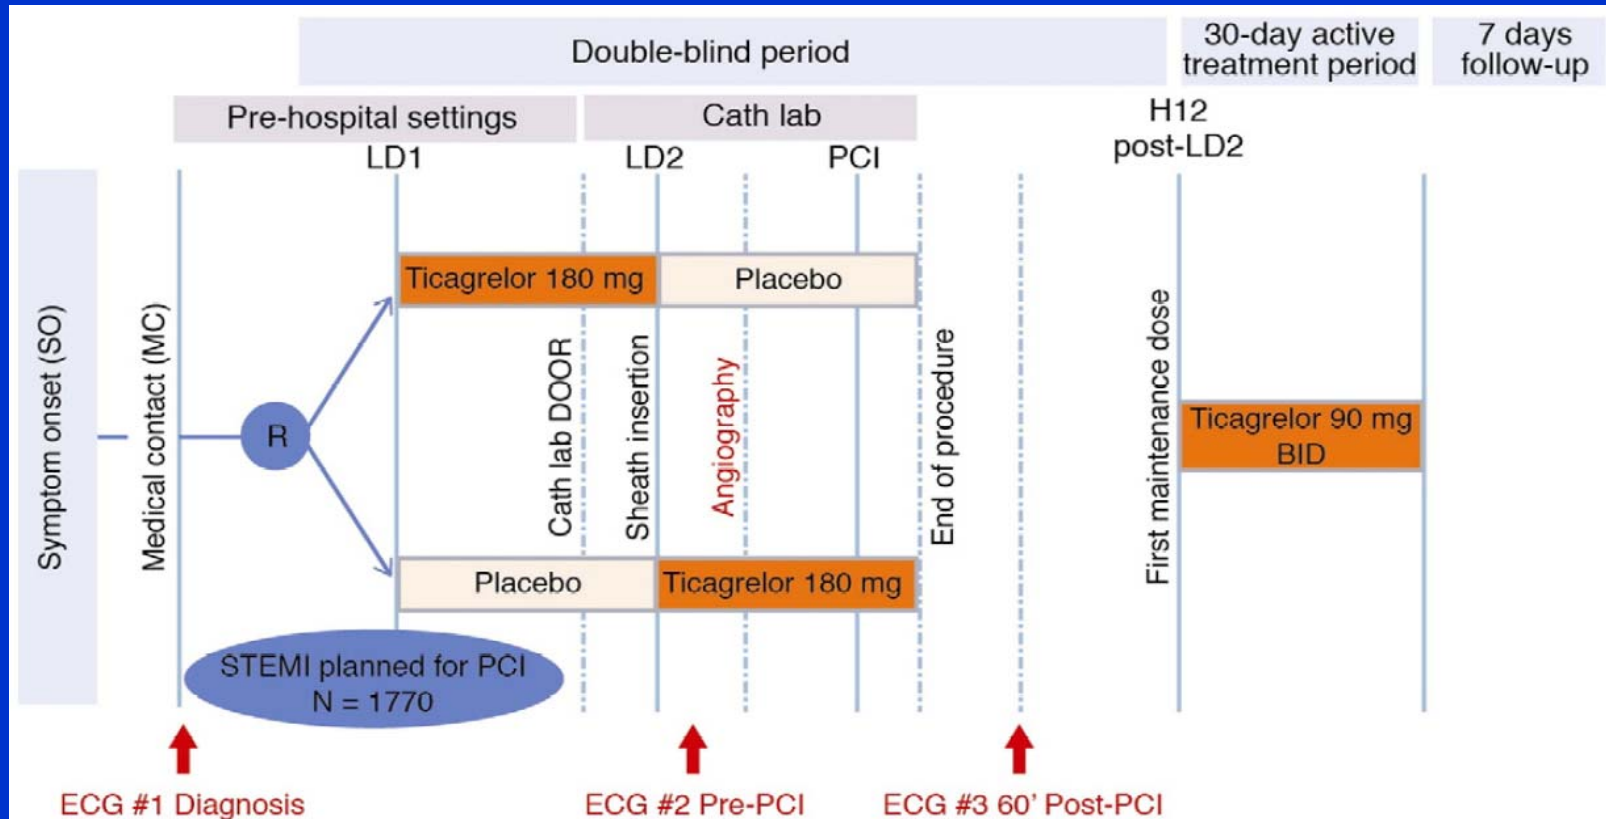 Double-blind period
30-day active
treatment period
7 days
follow-up
Pre-hospital settings
Cath lab
H12
post-LD2
LD1
LD2
PCI
Symptom onset (SO)
Medical contact (MC)
R
Ticagrelor 180 mg
Placebo
Cath lab DOOR
Sheath insertion
Angiography
End of procedure
First maintenance dose
Ticagrelor 90 mg
BID
Placebo
Ticagrelor 180 mg
STEMI planned for PCI
N = 1770
ECG #1 Diagnosis
ECG #2 Pre-PCI
ECG #3 60' Post-PCI